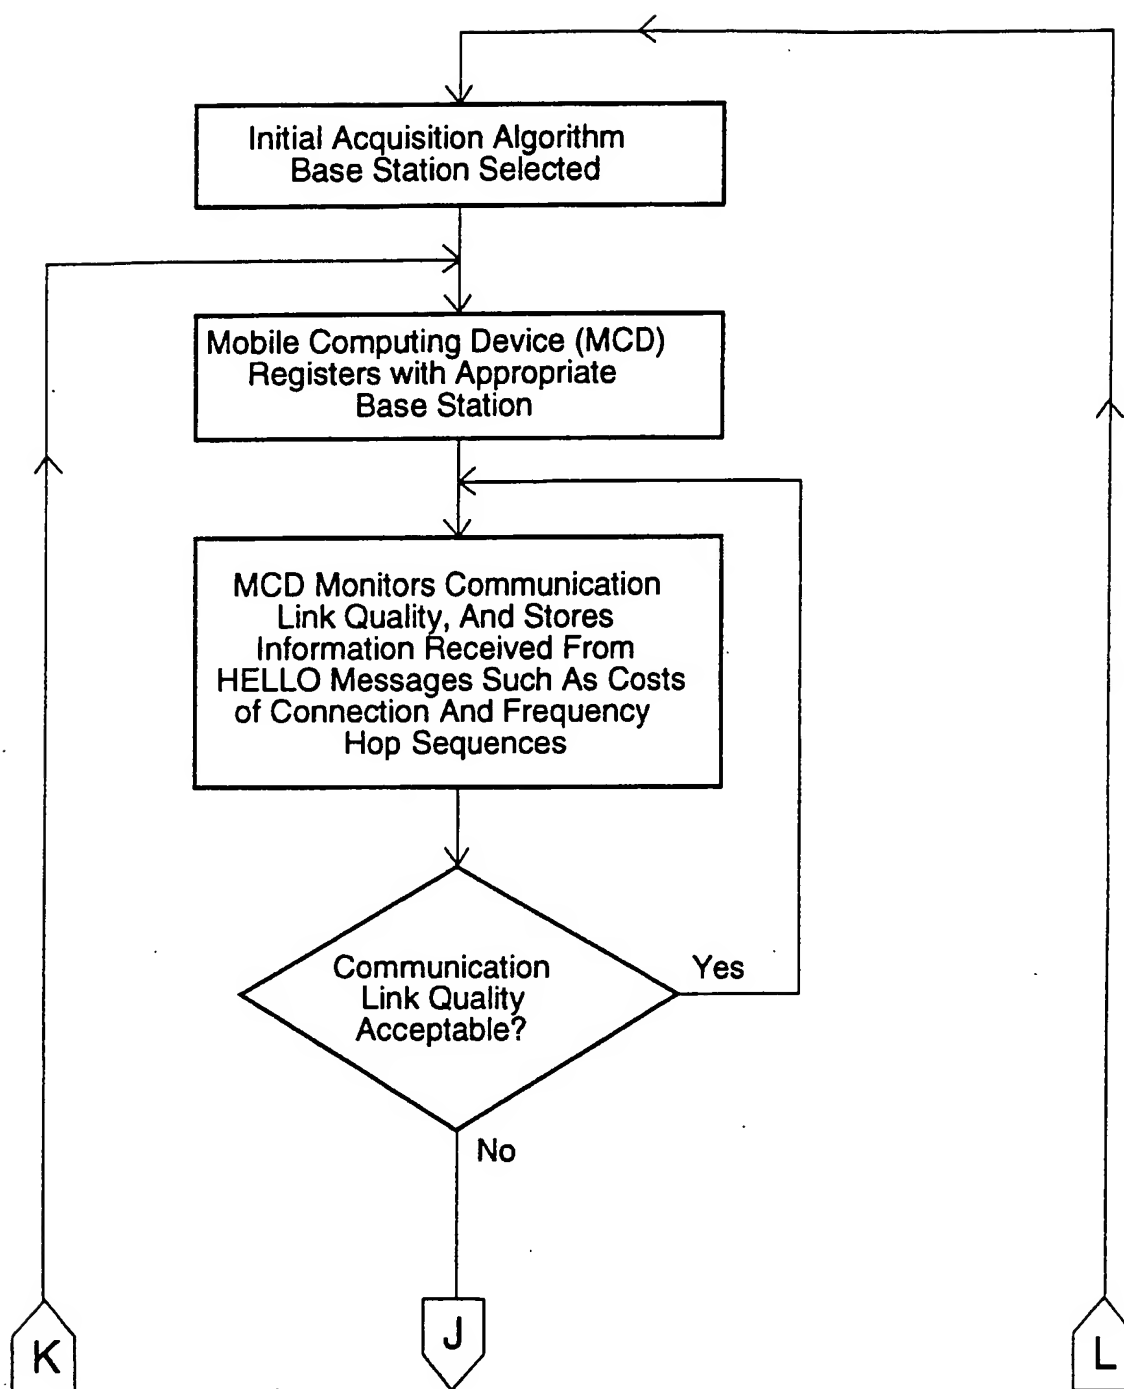 Initial Acquisition Algorithm
Base Station Selected
Mobile Computing Device (MCD)
Registers with Appropriate
Base Station
MCD Monitors Communication
Link Quality, And Stores
Information Received From
HELLO Messages Such As Costs
of Connection And Frequency
Hop Sequences
Communication
Link Quality
Acceptable?
Yes
No
K
J
L